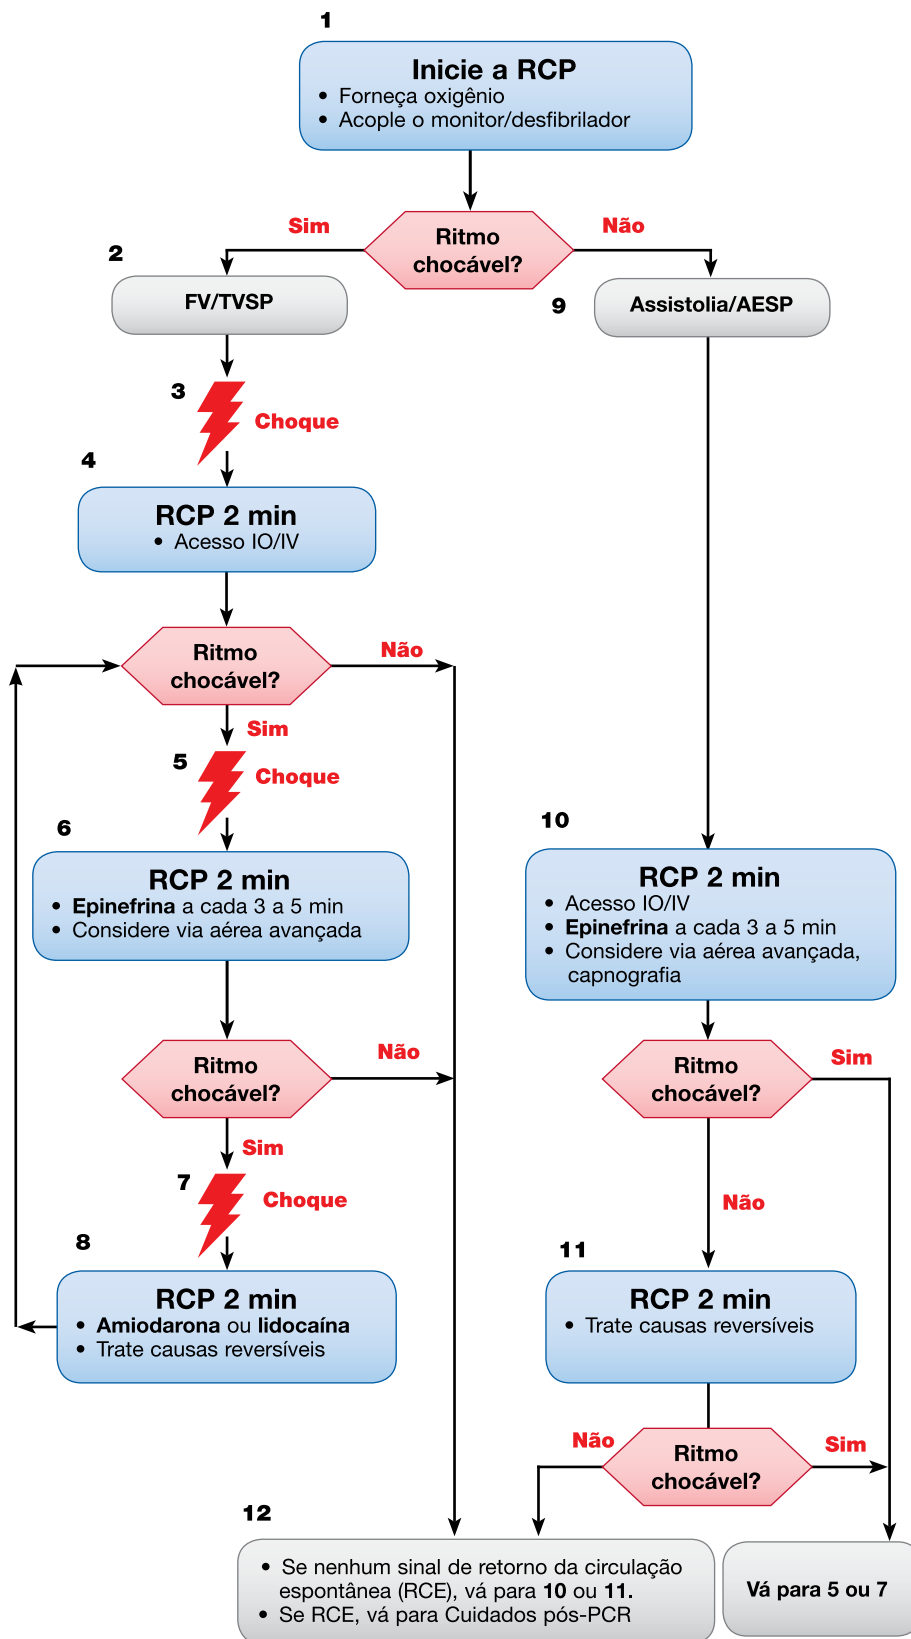 1
Inicie a RCP
• Forneça oxigênio
• Acople o monitor/desfibrilador
Ritmo
chocável?
Sim
Não
2
FV/TVSP
9
Assistolia/AESP
3
Choque
4
RCP 2 min
• Acesso IO/IV
Ritmo
chocável?
Não
Sim
5
Choque
6
RCP 2 min
• Epinefrina a cada 3 a 5 min
• Considere via aérea avançada
10
RCP 2 min
• Acesso IO/IV
• Epinefrina a cada 3 a 5 min
• Considere via aérea avançada,
capnografia
Ritmo
chocável?
Não
Sim
Ritmo
chocável?
Sim
Não
7
Choque
8
RCP 2 min
• Amiodarona ou lidocaína
• Trate causas reversíveis
11
RCP 2 min
• Trate causas reversíveis
Não
Ritmo
chocável?
Sim
12
• Se nenhum sinal de retorno da circulação
espontânea (RCE), vá para 10 ou 11.
• Se RCE, vá para Cuidados pós-PCR
Vá para 5 ou 7